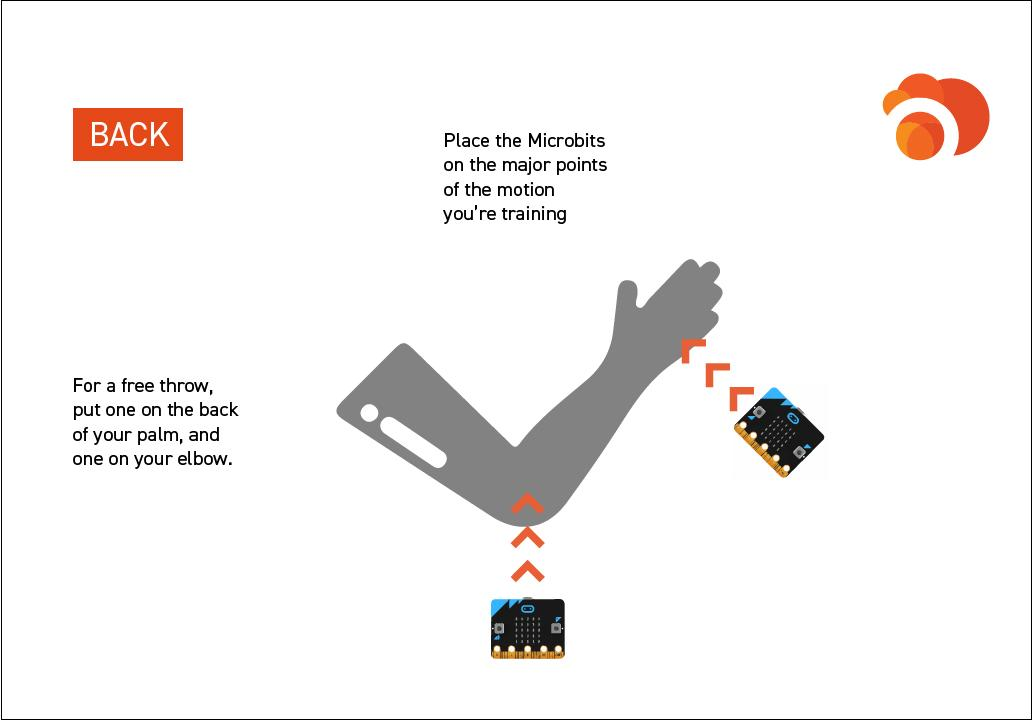 BACK
Place the Microbits
on the major points
of the motion
you're training
For a free throw,
put one on the back
of your palm, and
one on your elbow.